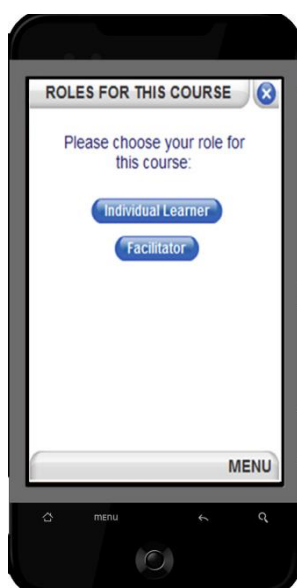 ROLES FOR THIS COURSE
Please choose your role for
this course:
Individual Learner
Facilitator
MENU
menu